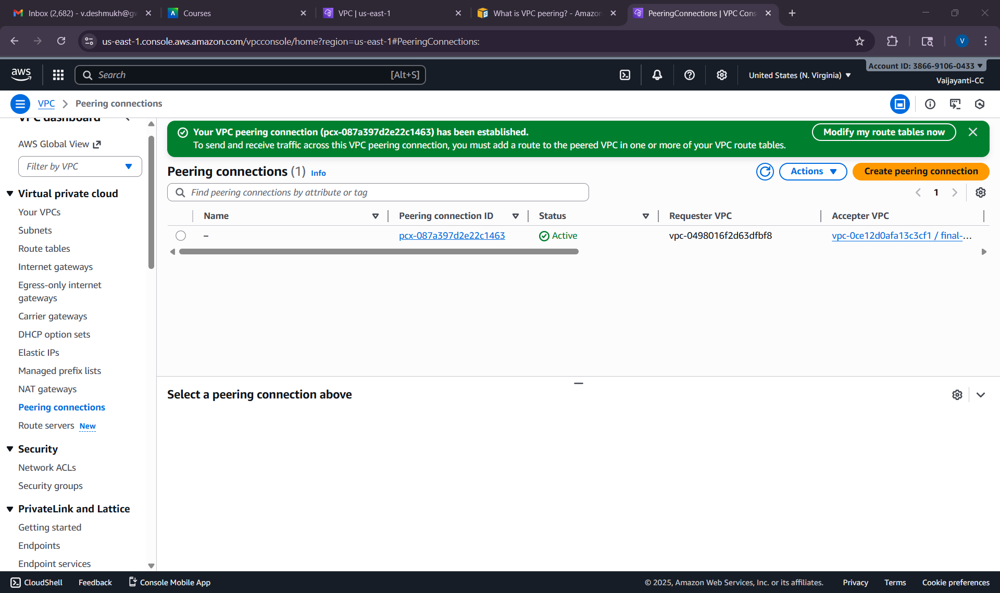 Inbox (2,682) - v.deshmukh@gw
Courses
VPC | us-east-1
What is VPC peering? - Amazon
PeeringConnections | VPC Cons
us-east-1.console.aws.amazon.com/vpcconsole/home?region=us-east-1#PeeringConnections:
V
aws
Search
[Alt+S]
United States (N. Virginia)
Account ID: 3866-9106-0433
Vaijayanti-CC
VPC
Peering connections
VPC dashboard
AWS Global View
Filter by VPC
Virtual private cloud
Your VPCs
Subnets
Route tables
Internet gateways
Egress-only internet
gateways
Carrier gateways
DHCP option sets
Elastic IPs
Managed prefix lists
NAT gateways
Peering connections
Route servers New
Security
Network ACLs
Security groups
PrivateLink and Lattice
Getting started
Endpoints
Endpoint services
Your VPC peering connection (pcx-087a397d2e22c1463) has been established.
To send and receive traffic across this VPC peering connection, you must add a route to the peered VPC in one or more of your VPC route tables.
Modify my route tables now
Peering connections (1) Info
Actions
Create peering connection
Find peering connections by attribute or tag
1
Name
Peering connection ID
Status
Requester VPC
Accepter VPC
–
pcx-087a397d2e22c1463
Active
vpc-0498016f2d63dfbf8
vpc-0ce12d0afa13c3cf1 / final-...
Select a peering connection above
CloudShell
Feedback
Console Mobile App
© 2025, Amazon Web Services, Inc. or its affiliates.
Privacy
Terms
Cookie preferences